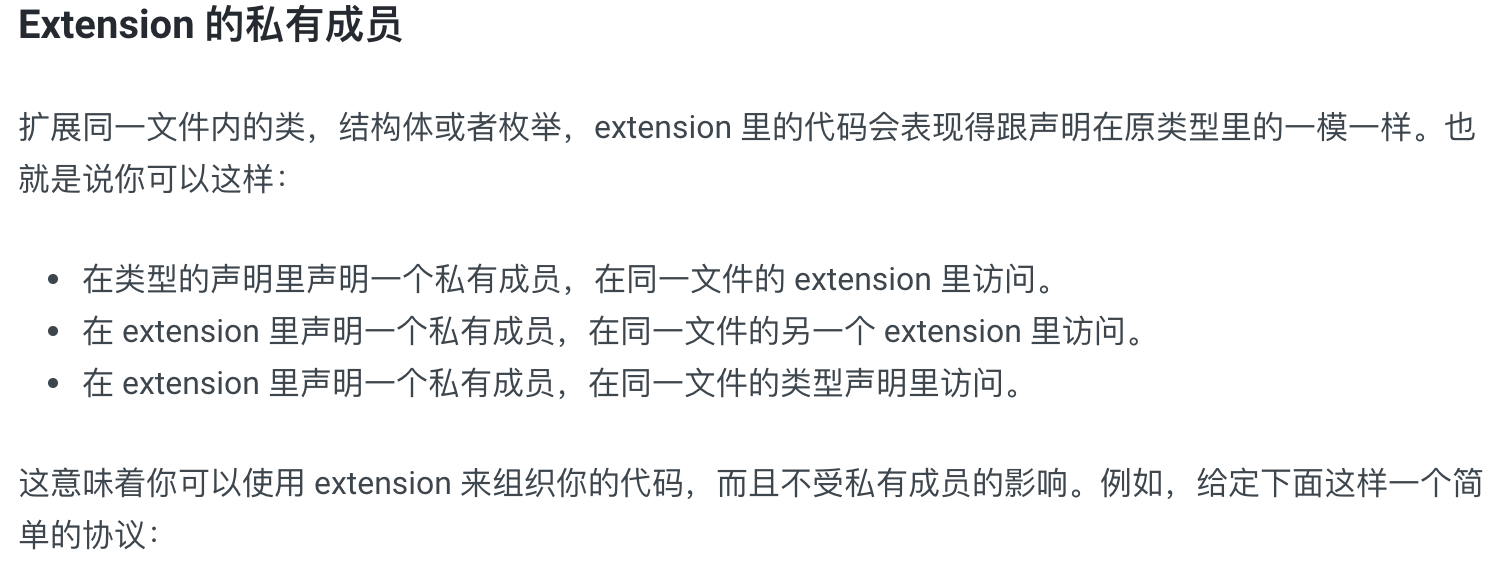 Extension 的私有成员
扩展同一文件内的类，结构体或者枚举，extension 里的代码会表现得跟声明在原类型里的一模一样。也
就是说你可以这样：
• 在类型的声明里声明一个私有成员，在同一文件的 extension 里访问。
• 在 extension 里声明一个私有成员，在同一文件的另一个 extension 里访问。
• 在 extension 里声明一个私有成员，在同一文件的类型声明里访问。
这意味着你可以使用 extension 来组织你的代码，而且不受私有成员的影响。例如，给定下面这样一个简
单的协议：